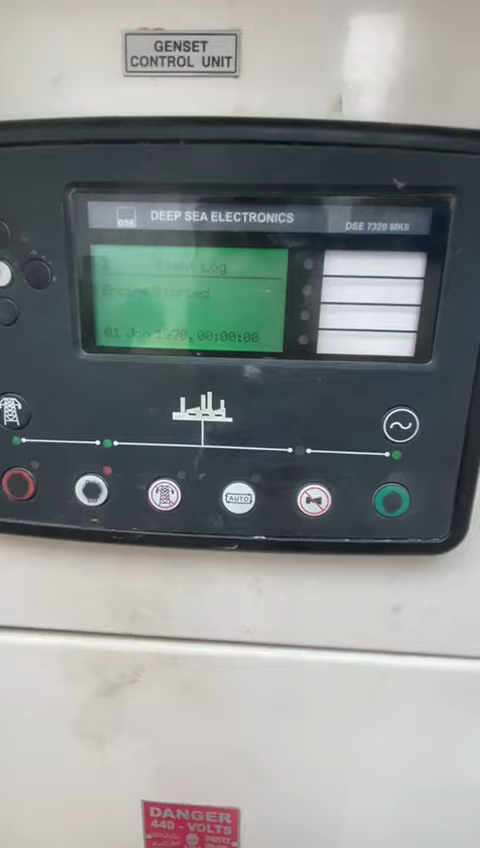 GENSET
CONTROL UNIT
DSE
DEEP SEA ELECTRONICS
DSE 7320 MKII
Event Log
Started
01 Jan 1970, 00:00:00
AUTO
DANGER
440 - VOLTS